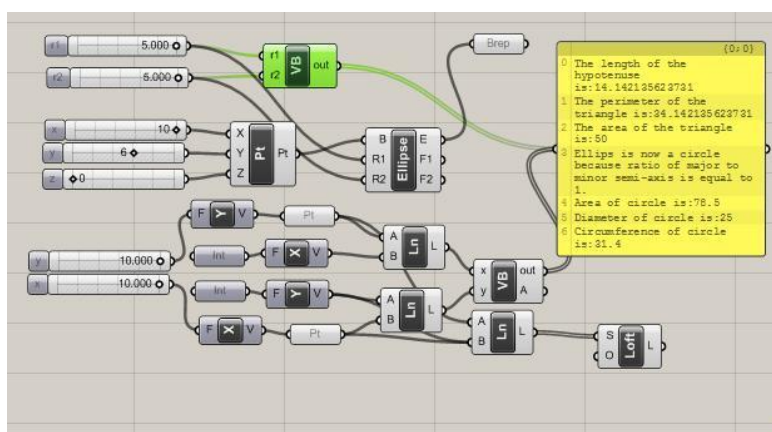 r1 5.000
r2 5.000
r1
r2
VB
out
Brep
{0;0}
0 The length of the
hypotenuse
is:14.142135623731
1 The perimeter of the
triangle is:34.142135623731
2 The area of the triangle
is:50
3 Ellips is now a circle
because ratio of major to
minor semi-axis is equal to
1.
4 Area of circle is:78.5
5 Diameter of circle is:25
6 Circumference of circle
is:31.4
x 10
y 6
z 0
X
Y
Z
Pt
Pt
B
R1
R2
Ellipse
E
F1
F2
F Y V
Pt
Int
F X V
A
B
Ln
L
y 10.000
x 10.000
Int
F Y V
A
B
Ln
L
x
y
VB
out
A
F X V
Pt
A
B
Ln
L
S
O
Loft
L